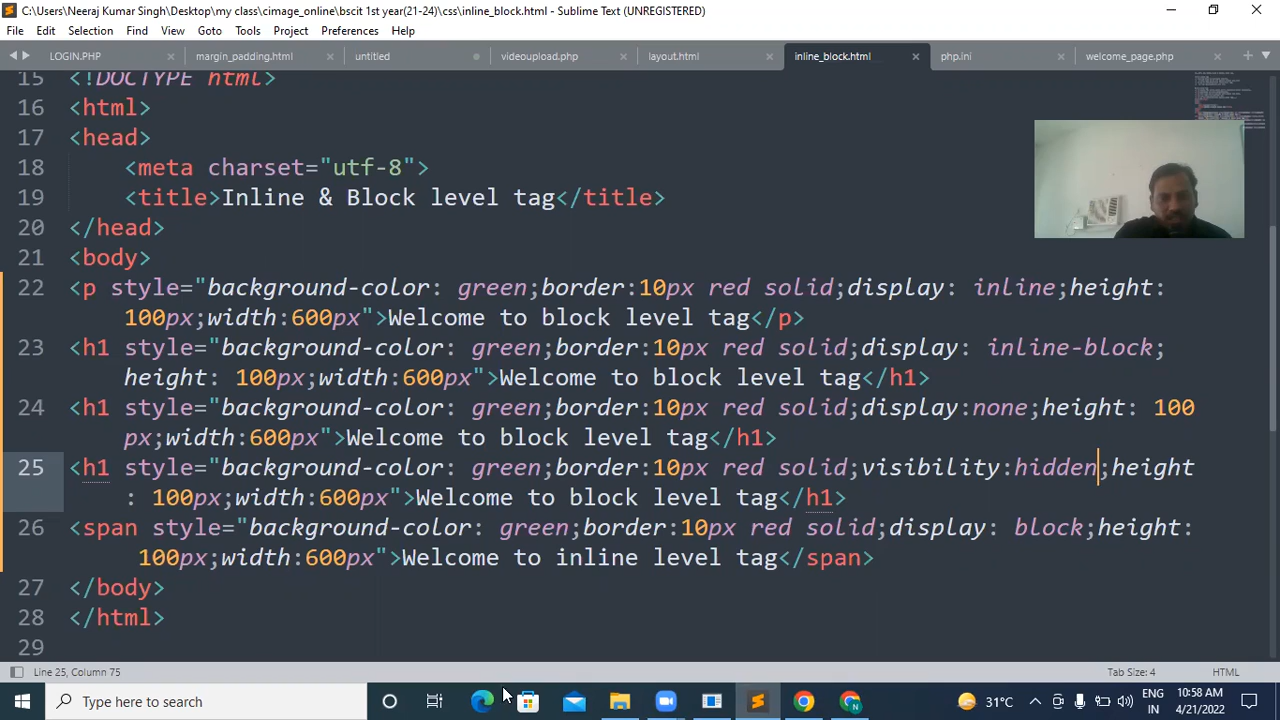 C:\Users\Neeraj Kumar Singh\Desktop\my class\cimage_online\bscit 1st year(21-24)\css\inline_block.html - Sublime Text (UNREGISTERED)
File Edit Selection Find View Goto Tools Project Preferences Help
LOGIN.PHP margin_padding.html untitled videoupload.php layout.html inline_block.html php.ini welcome_page.php
15 <!DOCTYPE html>
16 <html>
17 <head>
18 <meta charset="utf-8">
19 <title>Inline & Block level tag</title>
20 </head>
21 <body>
22 <p style="background-color: green;border:10px red solid;display: inline;height:
100px;width:600px">Welcome to block level tag</p>
23 <h1 style="background-color: green;border:10px red solid;display: inline-block;
height: 100px;width:600px">Welcome to block level tag</h1>
24 <h1 style="background-color: green;border:10px red solid;display:none;height: 100
px;width:600px">Welcome to block level tag</h1>
25 <h1 style="background-color: green;border:10px red solid;visibility:hidden;height
: 100px;width:600px">Welcome to block level tag</h1>
26 <span style="background-color: green;border:10px red solid;display: block;height:
100px;width:600px">Welcome to inline level tag</span>
27 </body>
28 </html>
29
Line 25, Column 75 Tab Size: 4 HTML
Type here to search 31°C ENG IN 10:58 AM 4/21/2022